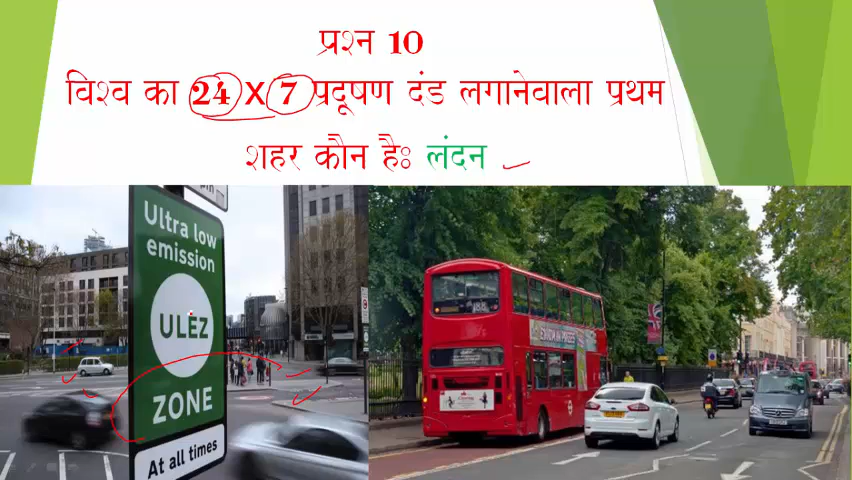 प्रश्न 10
विश्व का 24 X 7 प्रदूषण दंड लगानेवाला प्रथम
शहर कौन हैः लंदन
Ultra low
emission
ULEZ
ZONE
At all times